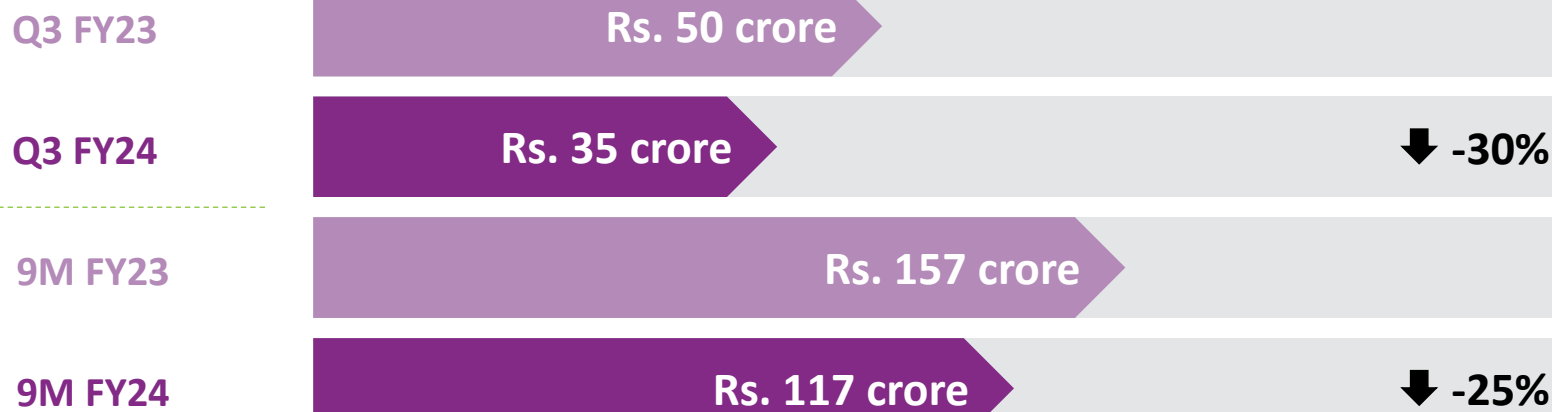 Q3 FY23 Rs. 50 crore
Q3 FY24 Rs. 35 crore -30%
9M FY23 Rs. 157 crore
9M FY24 Rs. 117 crore -25%